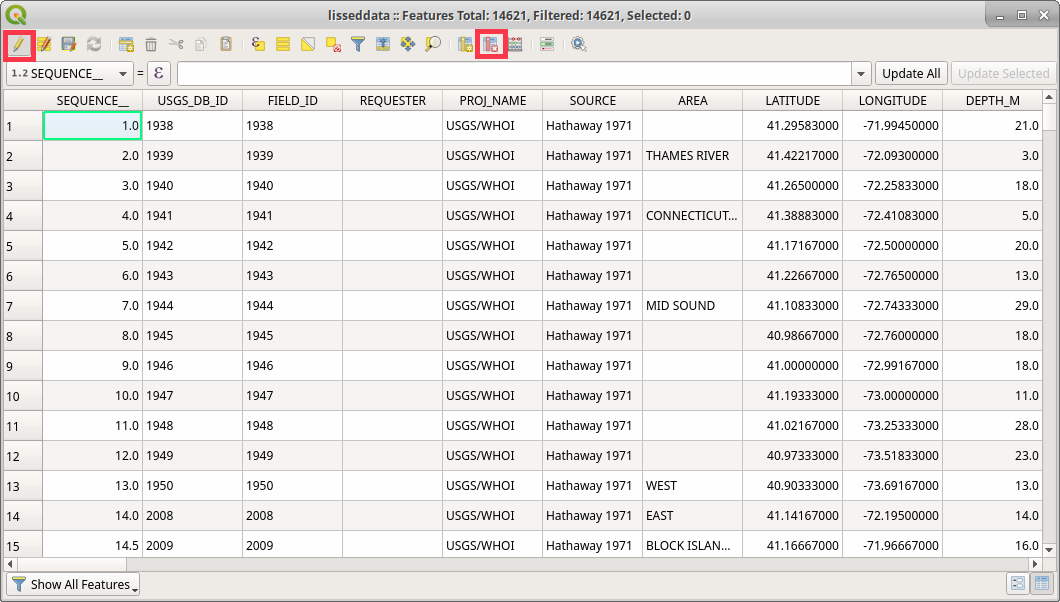 lisseddata :: Features Total: 14621, Filtered: 14621, Selected: 0
1.2 SEQUENCE__ = ε Update All Update Selected
SEQUENCE__ USGS_DB_ID FIELD_ID REQUESTER PROJ_NAME SOURCE AREA LATITUDE LONGITUDE DEPTH_M
1 1.0 1938 1938 USGS/WHOI Hathaway 1971 41.29583000 -71.99450000 21.0
2 2.0 1939 1939 USGS/WHOI Hathaway 1971 THAMES RIVER 41.42217000 -72.09300000 3.0
3 3.0 1940 1940 USGS/WHOI Hathaway 1971 41.26500000 -72.25833000 18.0
4 4.0 1941 1941 USGS/WHOI Hathaway 1971 CONNECTICUT... 41.38883000 -72.41083000 5.0
5 5.0 1942 1942 USGS/WHOI Hathaway 1971 41.17167000 -72.50000000 20.0
6 6.0 1943 1943 USGS/WHOI Hathaway 1971 41.22667000 -72.76500000 13.0
7 7.0 1944 1944 USGS/WHOI Hathaway 1971 MID SOUND 41.10833000 -72.74333000 29.0
8 8.0 1945 1945 USGS/WHOI Hathaway 1971 40.98667000 -72.76000000 18.0
9 9.0 1946 1946 USGS/WHOI Hathaway 1971 41.00000000 -72.99167000 18.0
10 10.0 1947 1947 USGS/WHOI Hathaway 1971 41.19333000 -73.00000000 11.0
11 11.0 1948 1948 USGS/WHOI Hathaway 1971 41.02167000 -73.25333000 28.0
12 12.0 1949 1949 USGS/WHOI Hathaway 1971 40.97333000 -73.51833000 23.0
13 13.0 1950 1950 USGS/WHOI Hathaway 1971 WEST 40.90333000 -73.69167000 13.0
14 14.0 2008 2008 USGS/WHOI Hathaway 1971 EAST 41.14167000 -72.19500000 14.0
15 14.5 2009 2009 USGS/WHOI Hathaway 1971 BLOCK ISLAN... 41.16667000 -71.96667000 16.0
Show All Features